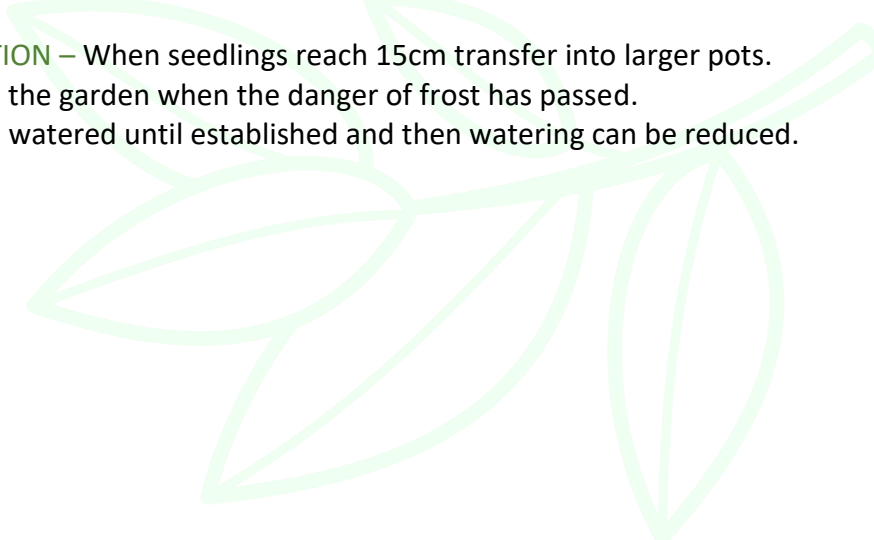 TION – When seedlings reach 15cm transfer into larger pots.
the garden when the danger of frost has passed.
watered until established and then watering can be reduced.